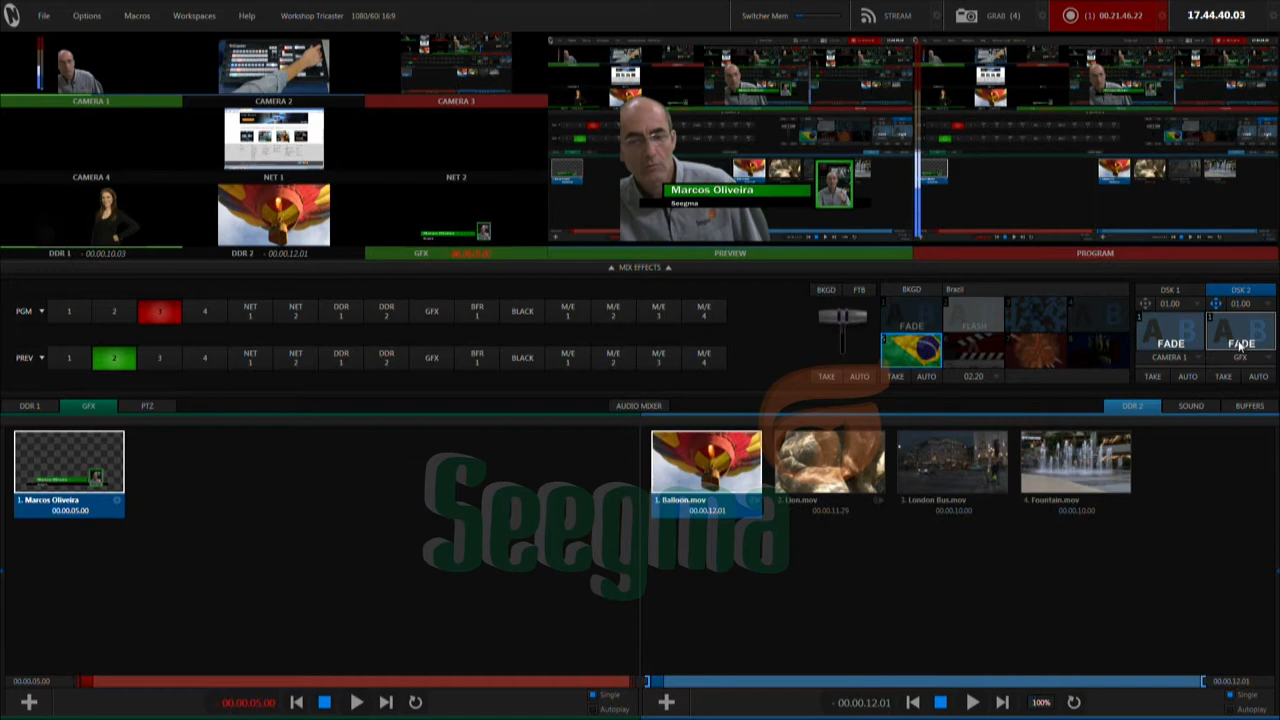 File Options Macros Workspaces Help Workshop Tricaster 1080/60i 16:9 Switcher Mem STREAM GRAB (4) (1) 00.21.46.22 17.44.40.03
CAMERA 1 CAMERA 2 CAMERA 3
CAMERA 4 NET 1 NET 2
Marcos Oliveira
Seegma
DDR 1 - 00.00.10.03 DDR 2 - 00.00.12.01 GFX PREVIEW PROGRAM
MIX EFFECTS
BKGD FTB BKGD Brazil DSK 1 DSK 2
01.00 01.00
PGM 1 2 3 4 NET 1 NET 2 DDR 1 DDR 2 GFX BFR 1 BLACK M/E 1 M/E 2 M/E 3 M/E 4
FADE FLASH FADE FADE
PREV 1 2 3 4 NET 1 NET 2 DDR 1 DDR 2 GFX BFR 1 BLACK M/E 1 M/E 2 M/E 3 M/E 4
CAMERA 1 GFX
TAKE AUTO TAKE AUTO 02.20 TAKE AUTO TAKE AUTO
DDR 1 GFX PTZ AUDIO MIXER DDR 2 SOUND BUFFERS
1. Marcos Oliveira
00.00.05.00
1. Balloon.mov 2. Lion.mov 3. London Bus.mov 4. Fountain.mov
00.00.12.01 00.00.11.29 00.00.10.00 00.00.10.00
Seegma
00.00.05.00 00.00.12.01
00.00.05.00 Single Autoplay - 00.00.12.01 100% Single Autoplay